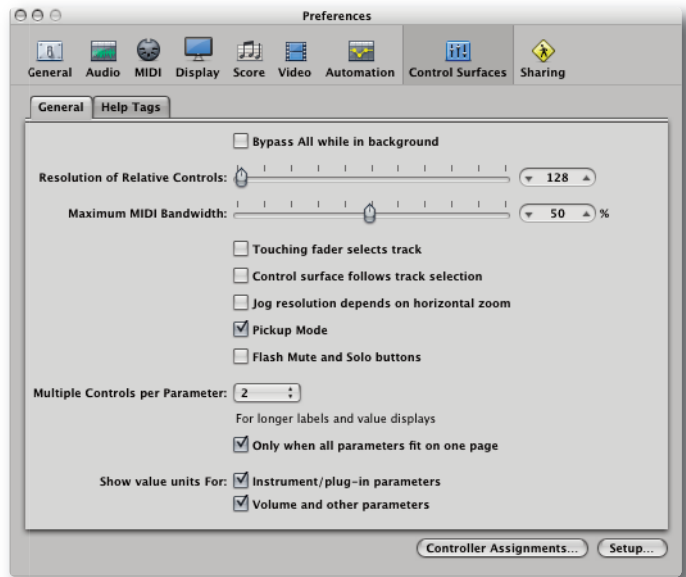 Preferences
General Audio MIDI Display Score Video Automation Control Surfaces Sharing
General Help Tags
Bypass All while in background
Resolution of Relative Controls: 128
Maximum MIDI Bandwidth: 50 %
Touching fader selects track
Control surface follows track selection
Jog resolution depends on horizontal zoom
Pickup Mode
Flash Mute and Solo buttons
Multiple Controls per Parameter: 2
For longer labels and value displays
Only when all parameters fit on one page
Show value units For: Instrument/plug-in parameters
Volume and other parameters
Controller Assignments... Setup...